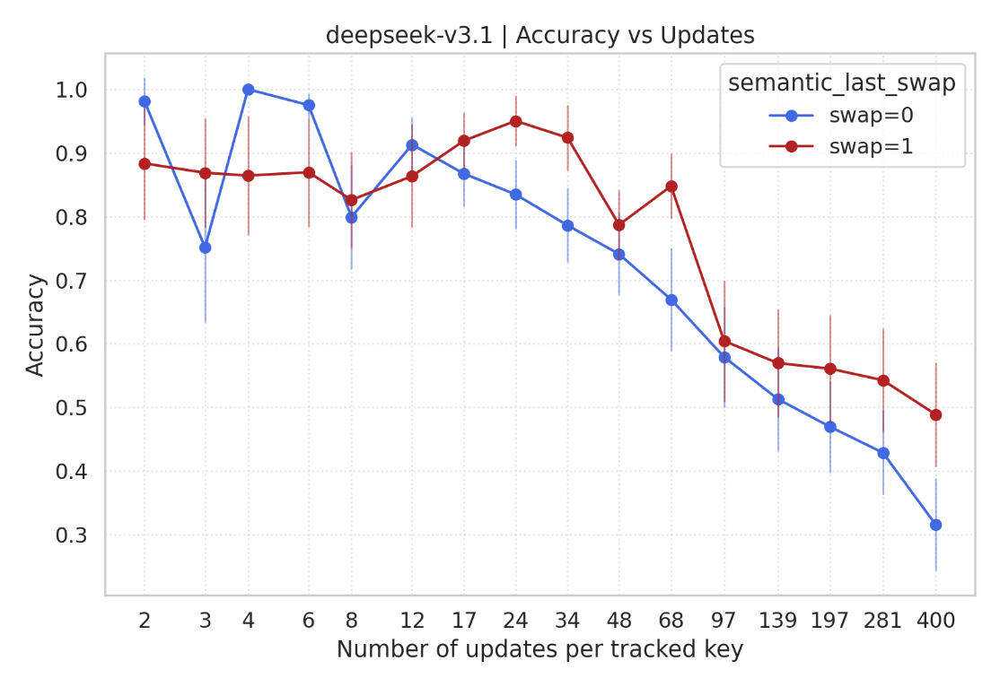 deepseek-v3.1 | Accuracy vs Updates
semantic_last_swap
swap=0
swap=1
Accuracy
1.0
0.9
0.8
0.7
0.6
0.5
0.4
0.3
2 3 4 6 8 12 17 24 34 48 68 97 139 197 281 400
Number of updates per tracked key